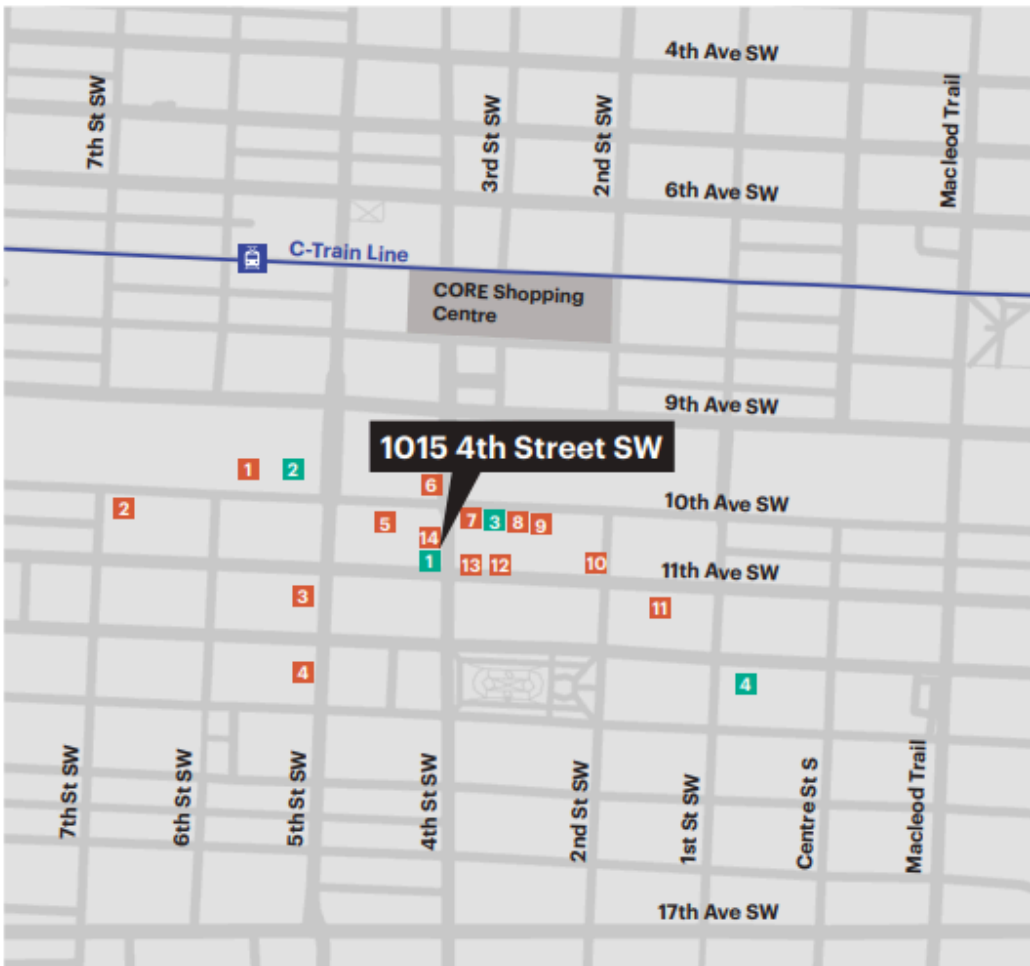 4th Ave SW
7th St SW
3rd St SW
2nd St SW
Macleod Trail
6th Ave SW
C-Train Line
CORE Shopping
Centre
9th Ave SW
1015 4th Street SW
1
2
6
10th Ave SW
2
5
7
3
8
9
14
1
13
12
10
11th Ave SW
3
11
4
4
7th St SW
6th St SW
5th St SW
4th St SW
2nd St SW
1st St SW
Centre St S
Macleod Trail
17th Ave SW